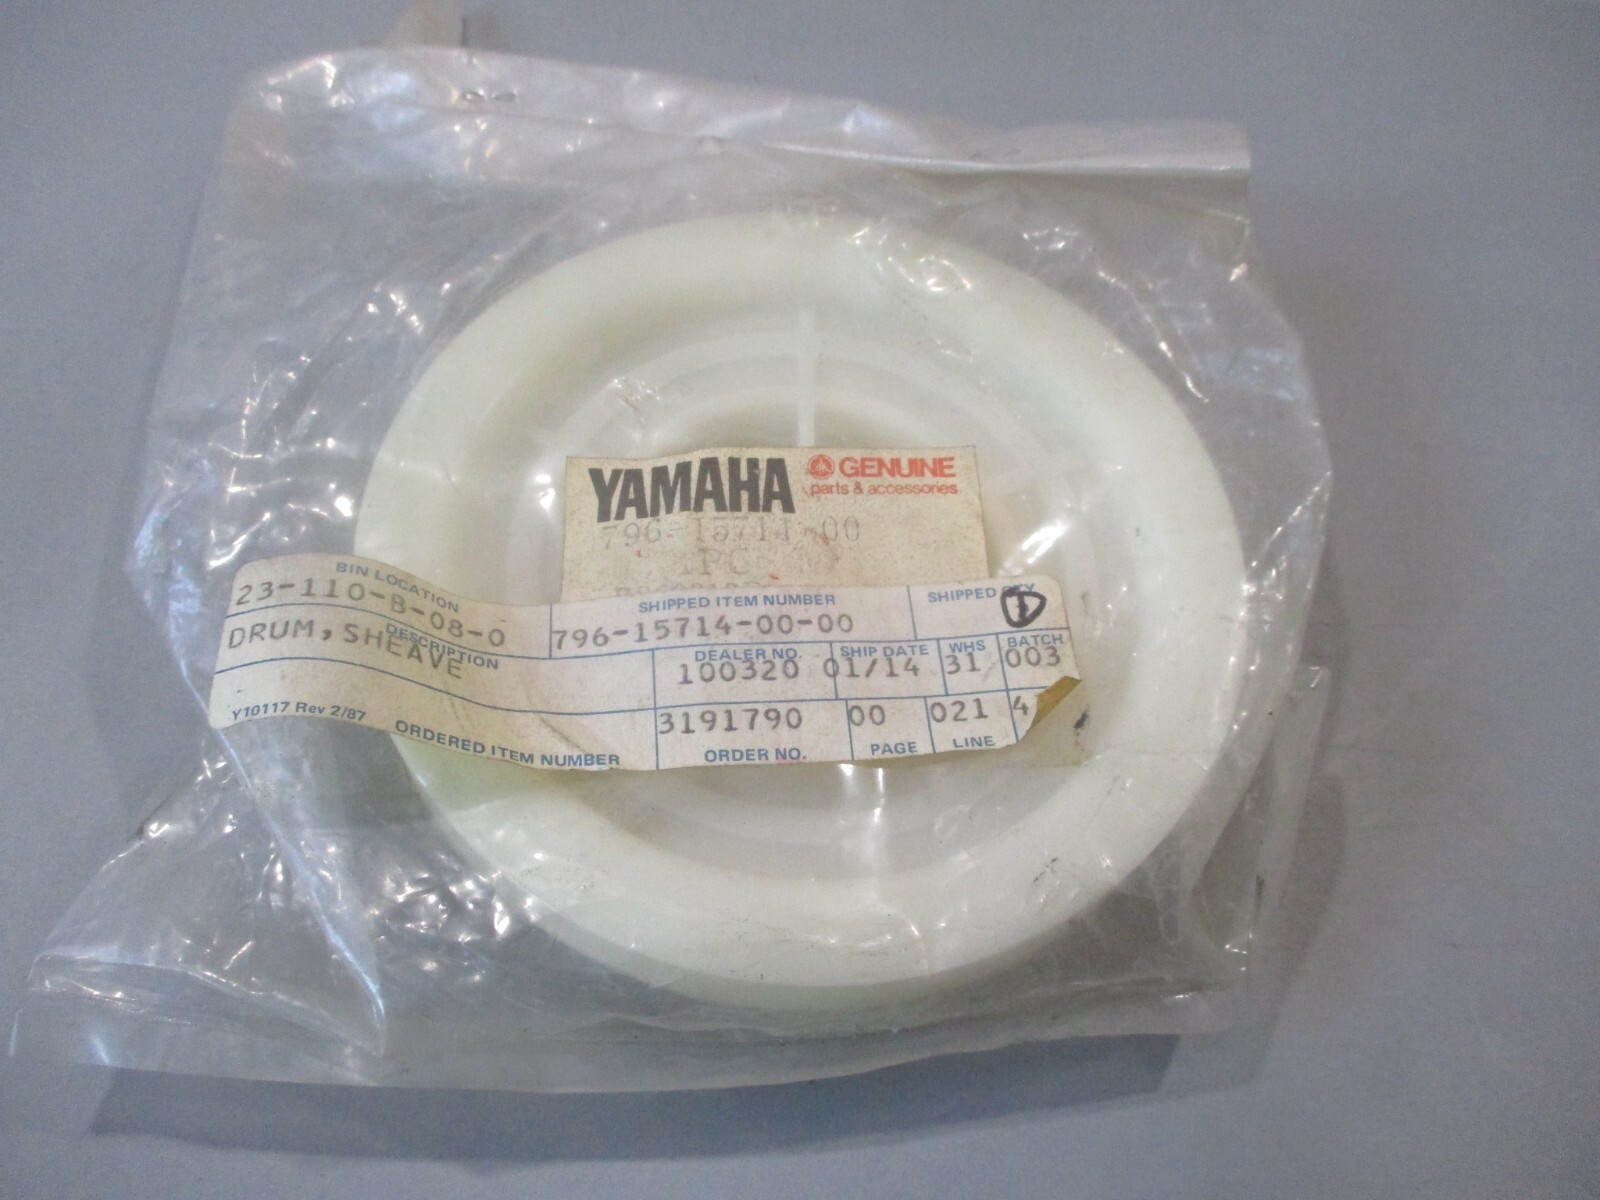 YAMAHA GENUINE
parts & accessories
796-15714-00
1PC
BIN LOCATION
23-110-B-08-0
SHIPPED ITEM NUMBER
796-15714-00-00
SHIPPED QTY
1
DESCRIPTION
DRUM, SHEAVE
DEALER NO. SHIP DATE WHS BATCH
100320 01/14 31 003
3191790 00 021 4
Y10117 Rev 2/87 ORDERED ITEM NUMBER ORDER NO. PAGE LINE